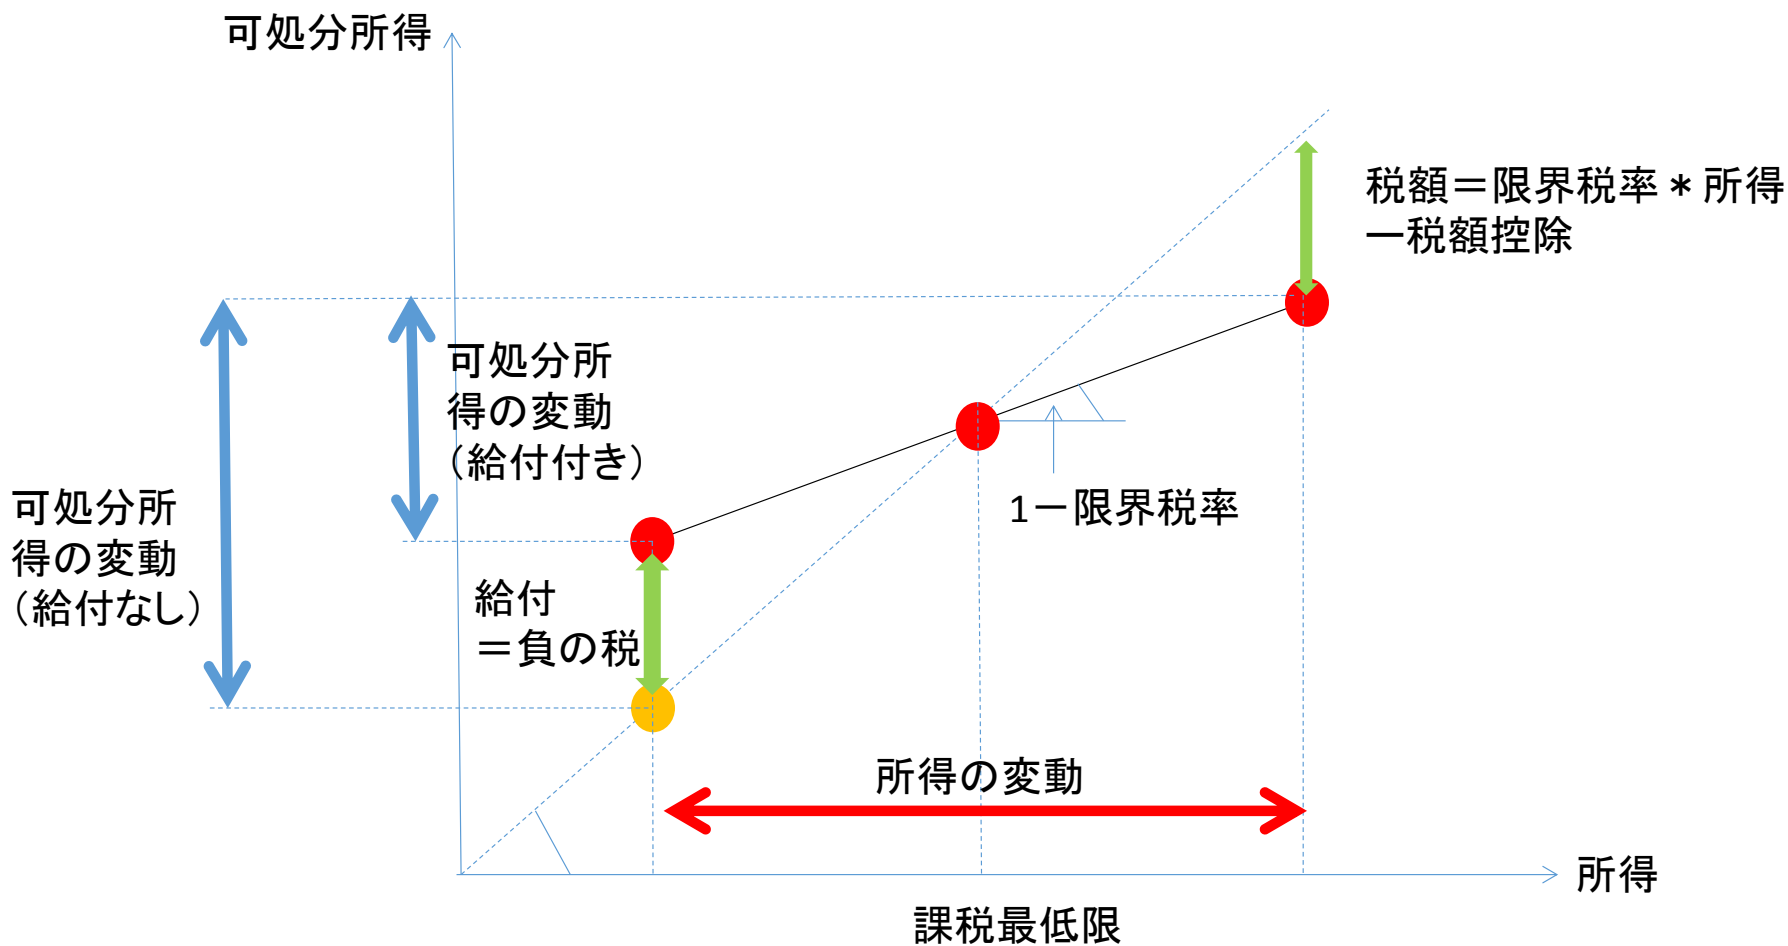 可処分所得
税額＝限界税率＊所得
ー税額控除
可処分所
得の変動
（給付付き）
可処分所
得の変動
（給付なし）
1－限界税率
給付
＝負の税
所得の変動
所得
課税最低限